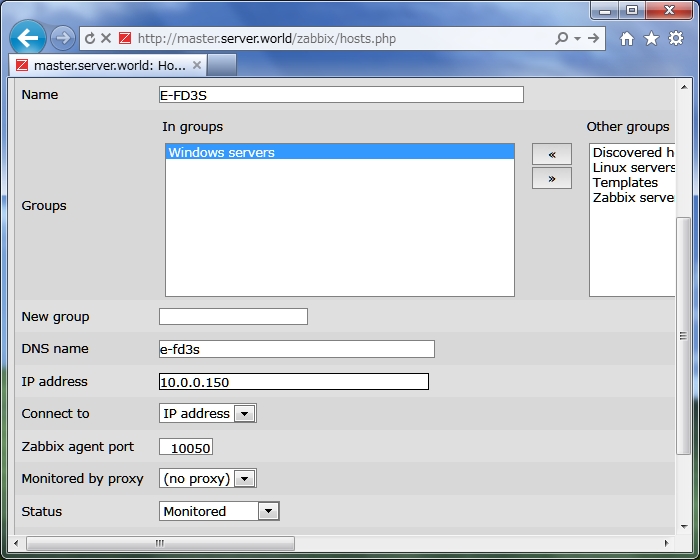 http://master.server.world/zabbix/hosts.php
master.server.world: Ho...
Name E-FD3S
In groups Other groups
Groups
Windows servers
« 
»
Discovered h
Linux servers
Templates
Zabbix serve
New group
DNS name e-fd3s
IP address 10.0.0.150
Connect to IP address
Zabbix agent port 10050
Monitored by proxy (no proxy)
Status Monitored